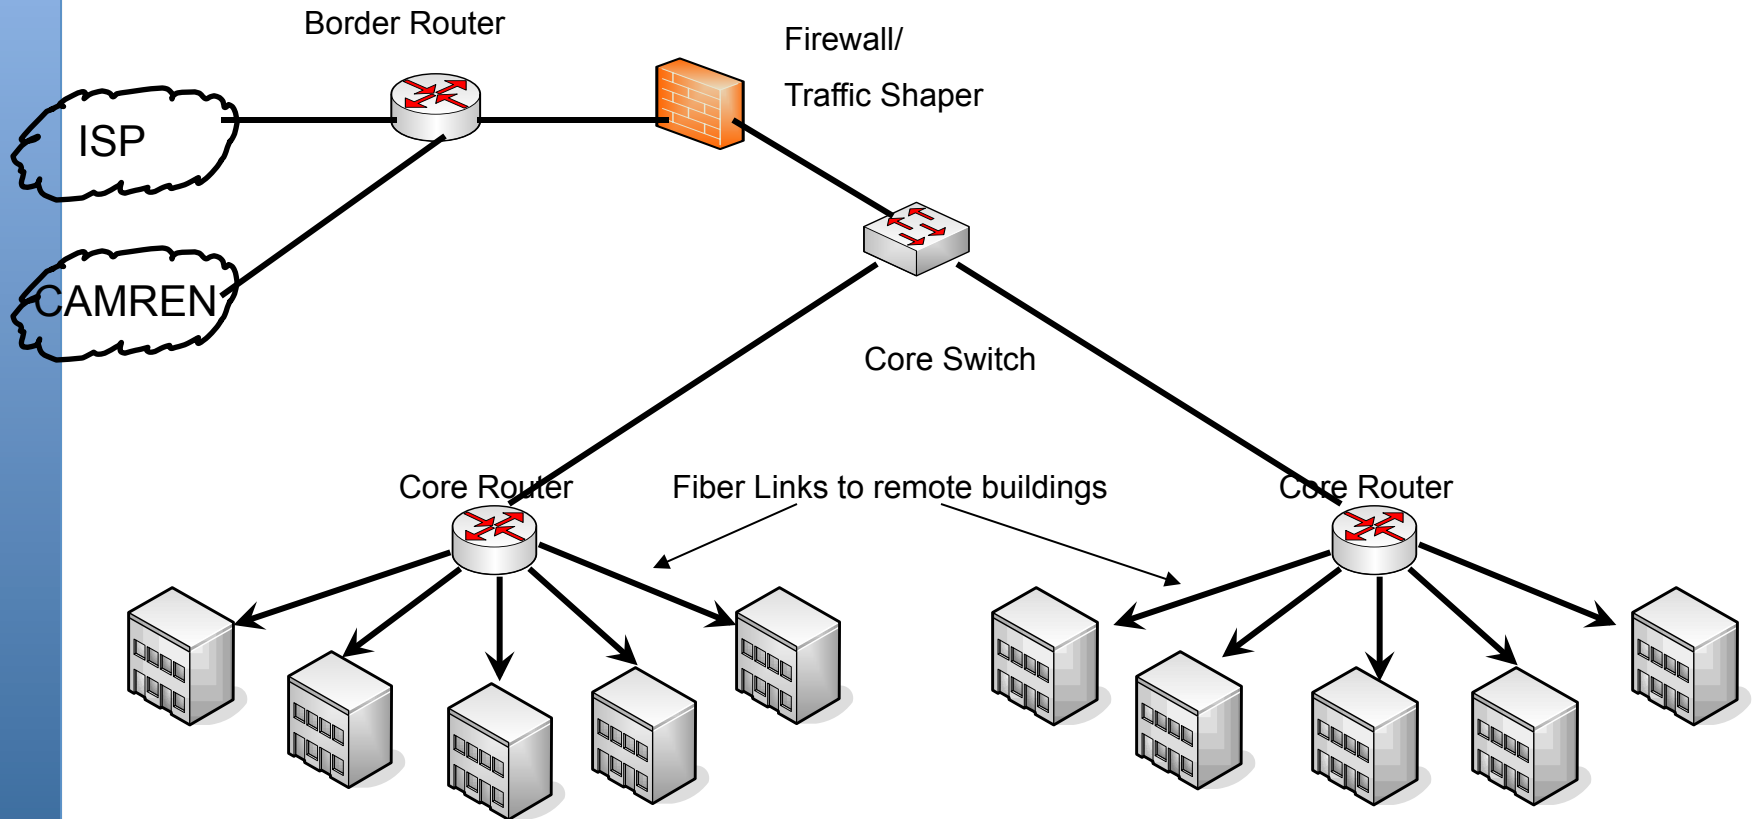 Border Router
Firewall/
Traffic Shaper
ISP
CAMREN
Core Switch
Core Router
Fiber Links to remote buildings
Core Router